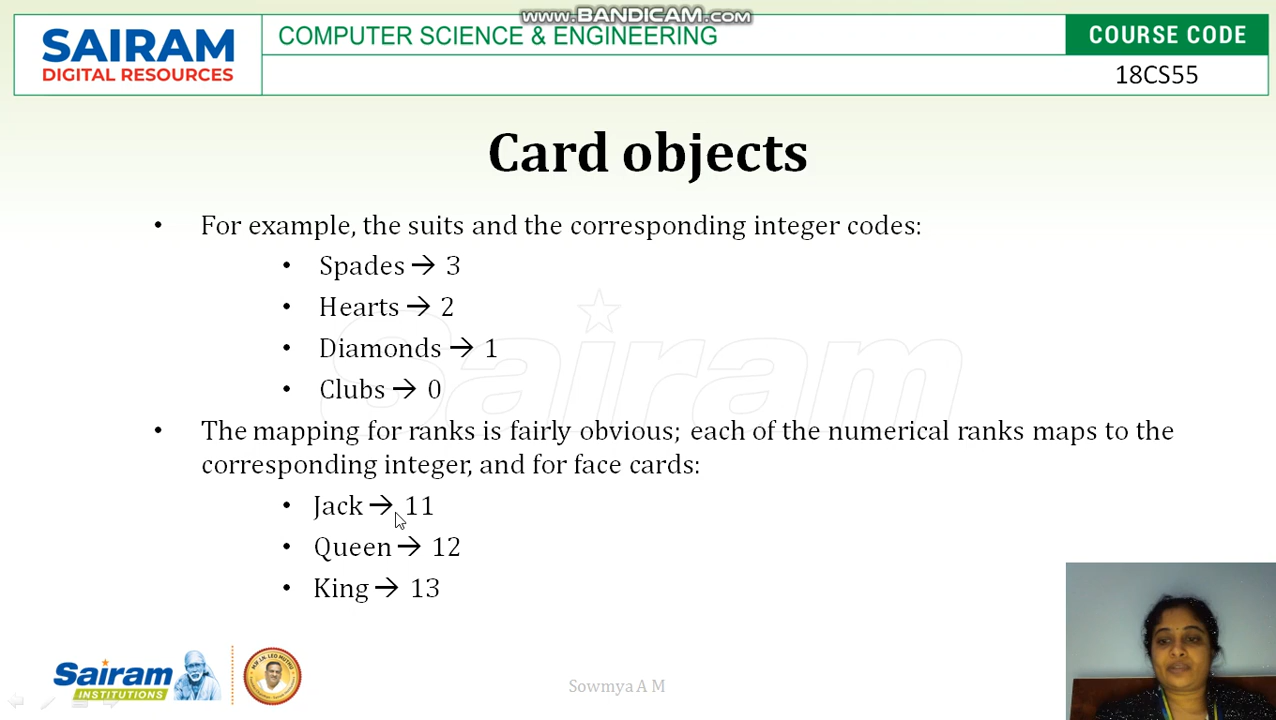 www.BANDICAM.com
SAIRAM
DIGITAL RESOURCES
COMPUTER SCIENCE & ENGINEERING
COURSE CODE
18CS55
Card objects
• For example, the suits and the corresponding integer codes:
• Spades → 3
• Hearts → 2
• Diamonds → 1
• Clubs → 0
• The mapping for ranks is fairly obvious; each of the numerical ranks maps to the
corresponding integer, and for face cards:
• Jack → 11
• Queen → 12
• King → 13
Sairam
Sairam
INSTITUTIONS
Sowmya A M